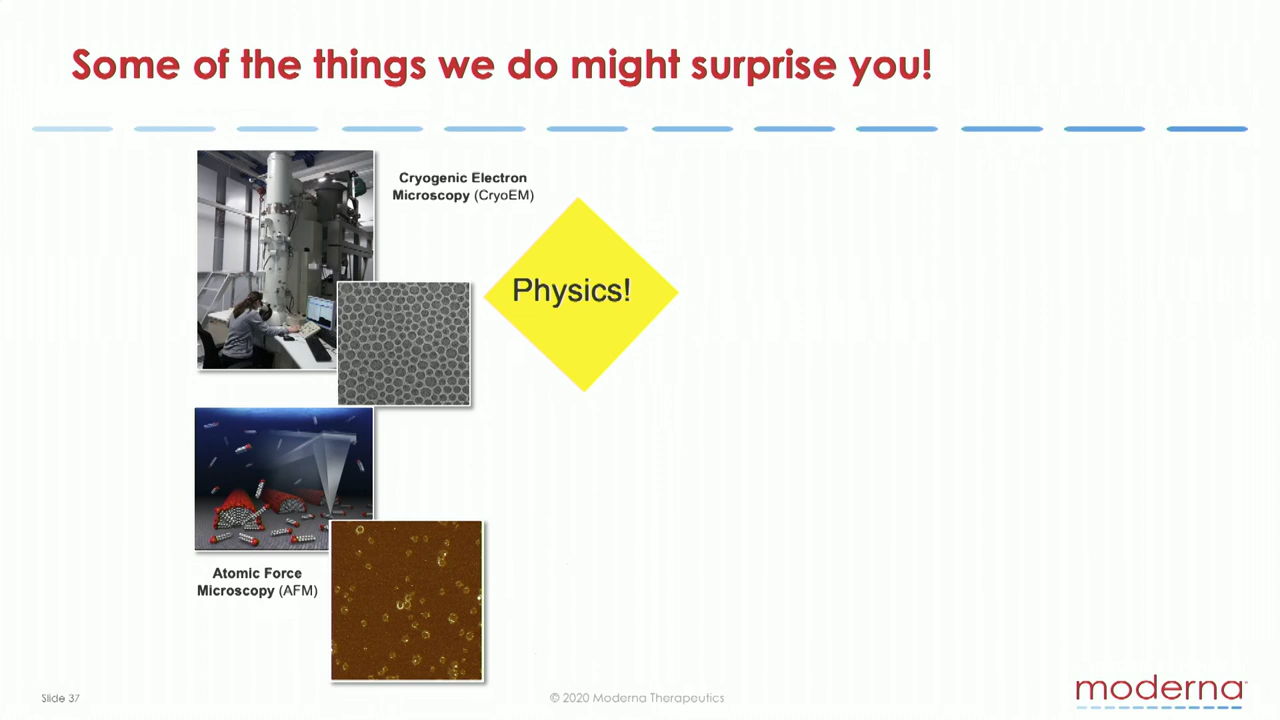 Some of the things we do might surprise you!
Cryogenic Electron
Microscopy (CryoEM)
Physics!
Atomic Force
Microscopy (AFM)
Slide 37
© 2020 Moderna Therapeutics
moderna